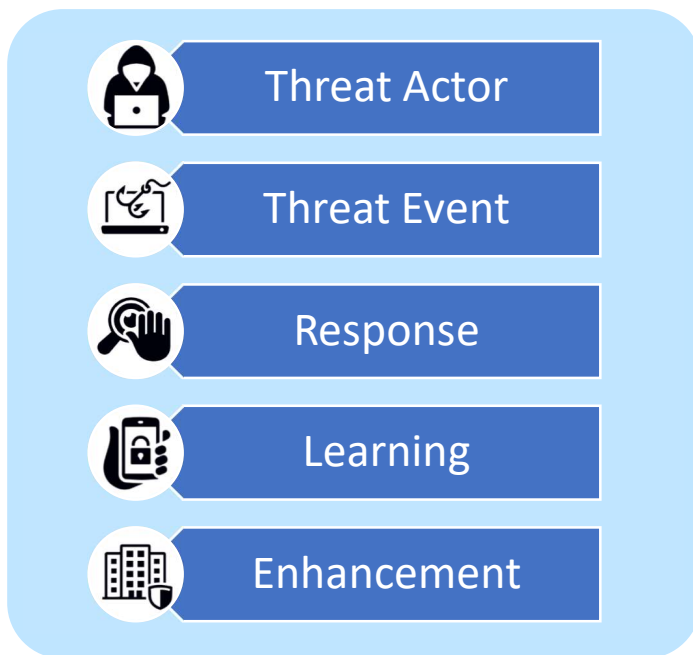 Threat Actor
Threat Event
Response
Learning
Enhancement